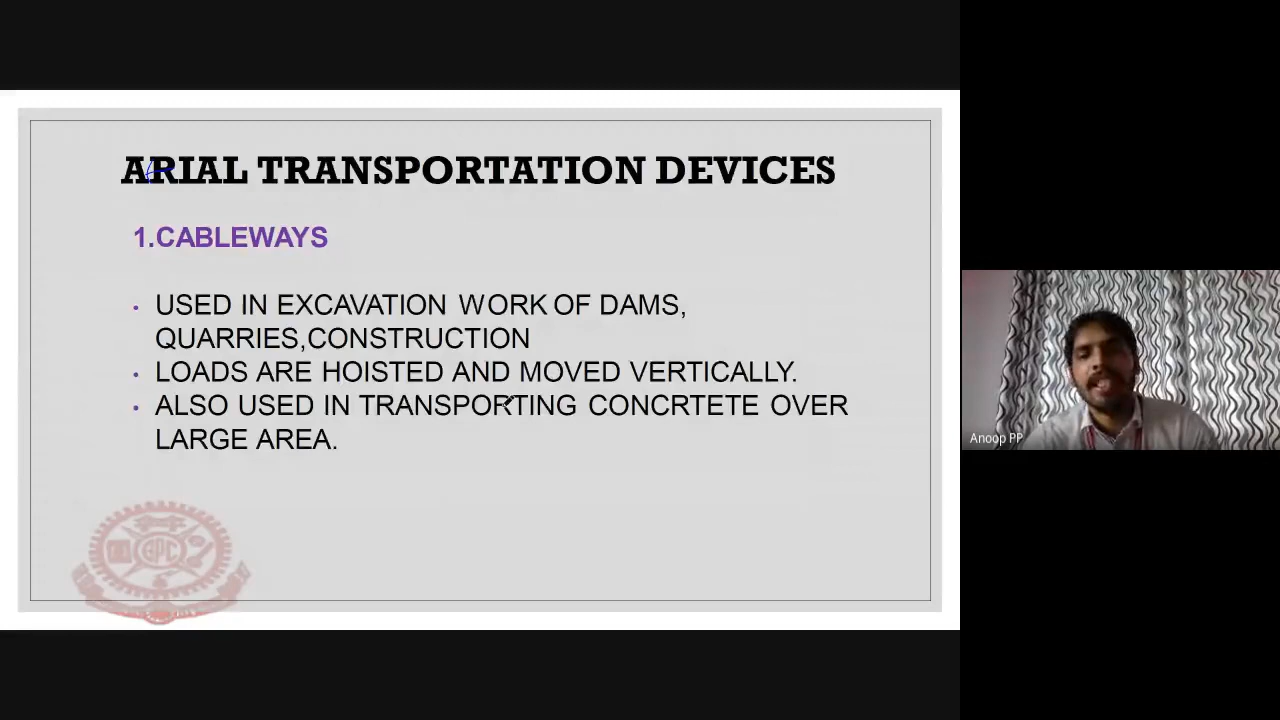 ARIAL TRANSPORTATION DEVICES
1.CABLEWAYS
• USED IN EXCAVATION WORK OF DAMS,
QUARRIES,CONSTRUCTION
• LOADS ARE HOISTED AND MOVED VERTICALLY.
• ALSO USED IN TRANSPORTING CONCRTETE OVER
LARGE AREA.
Anoop PP